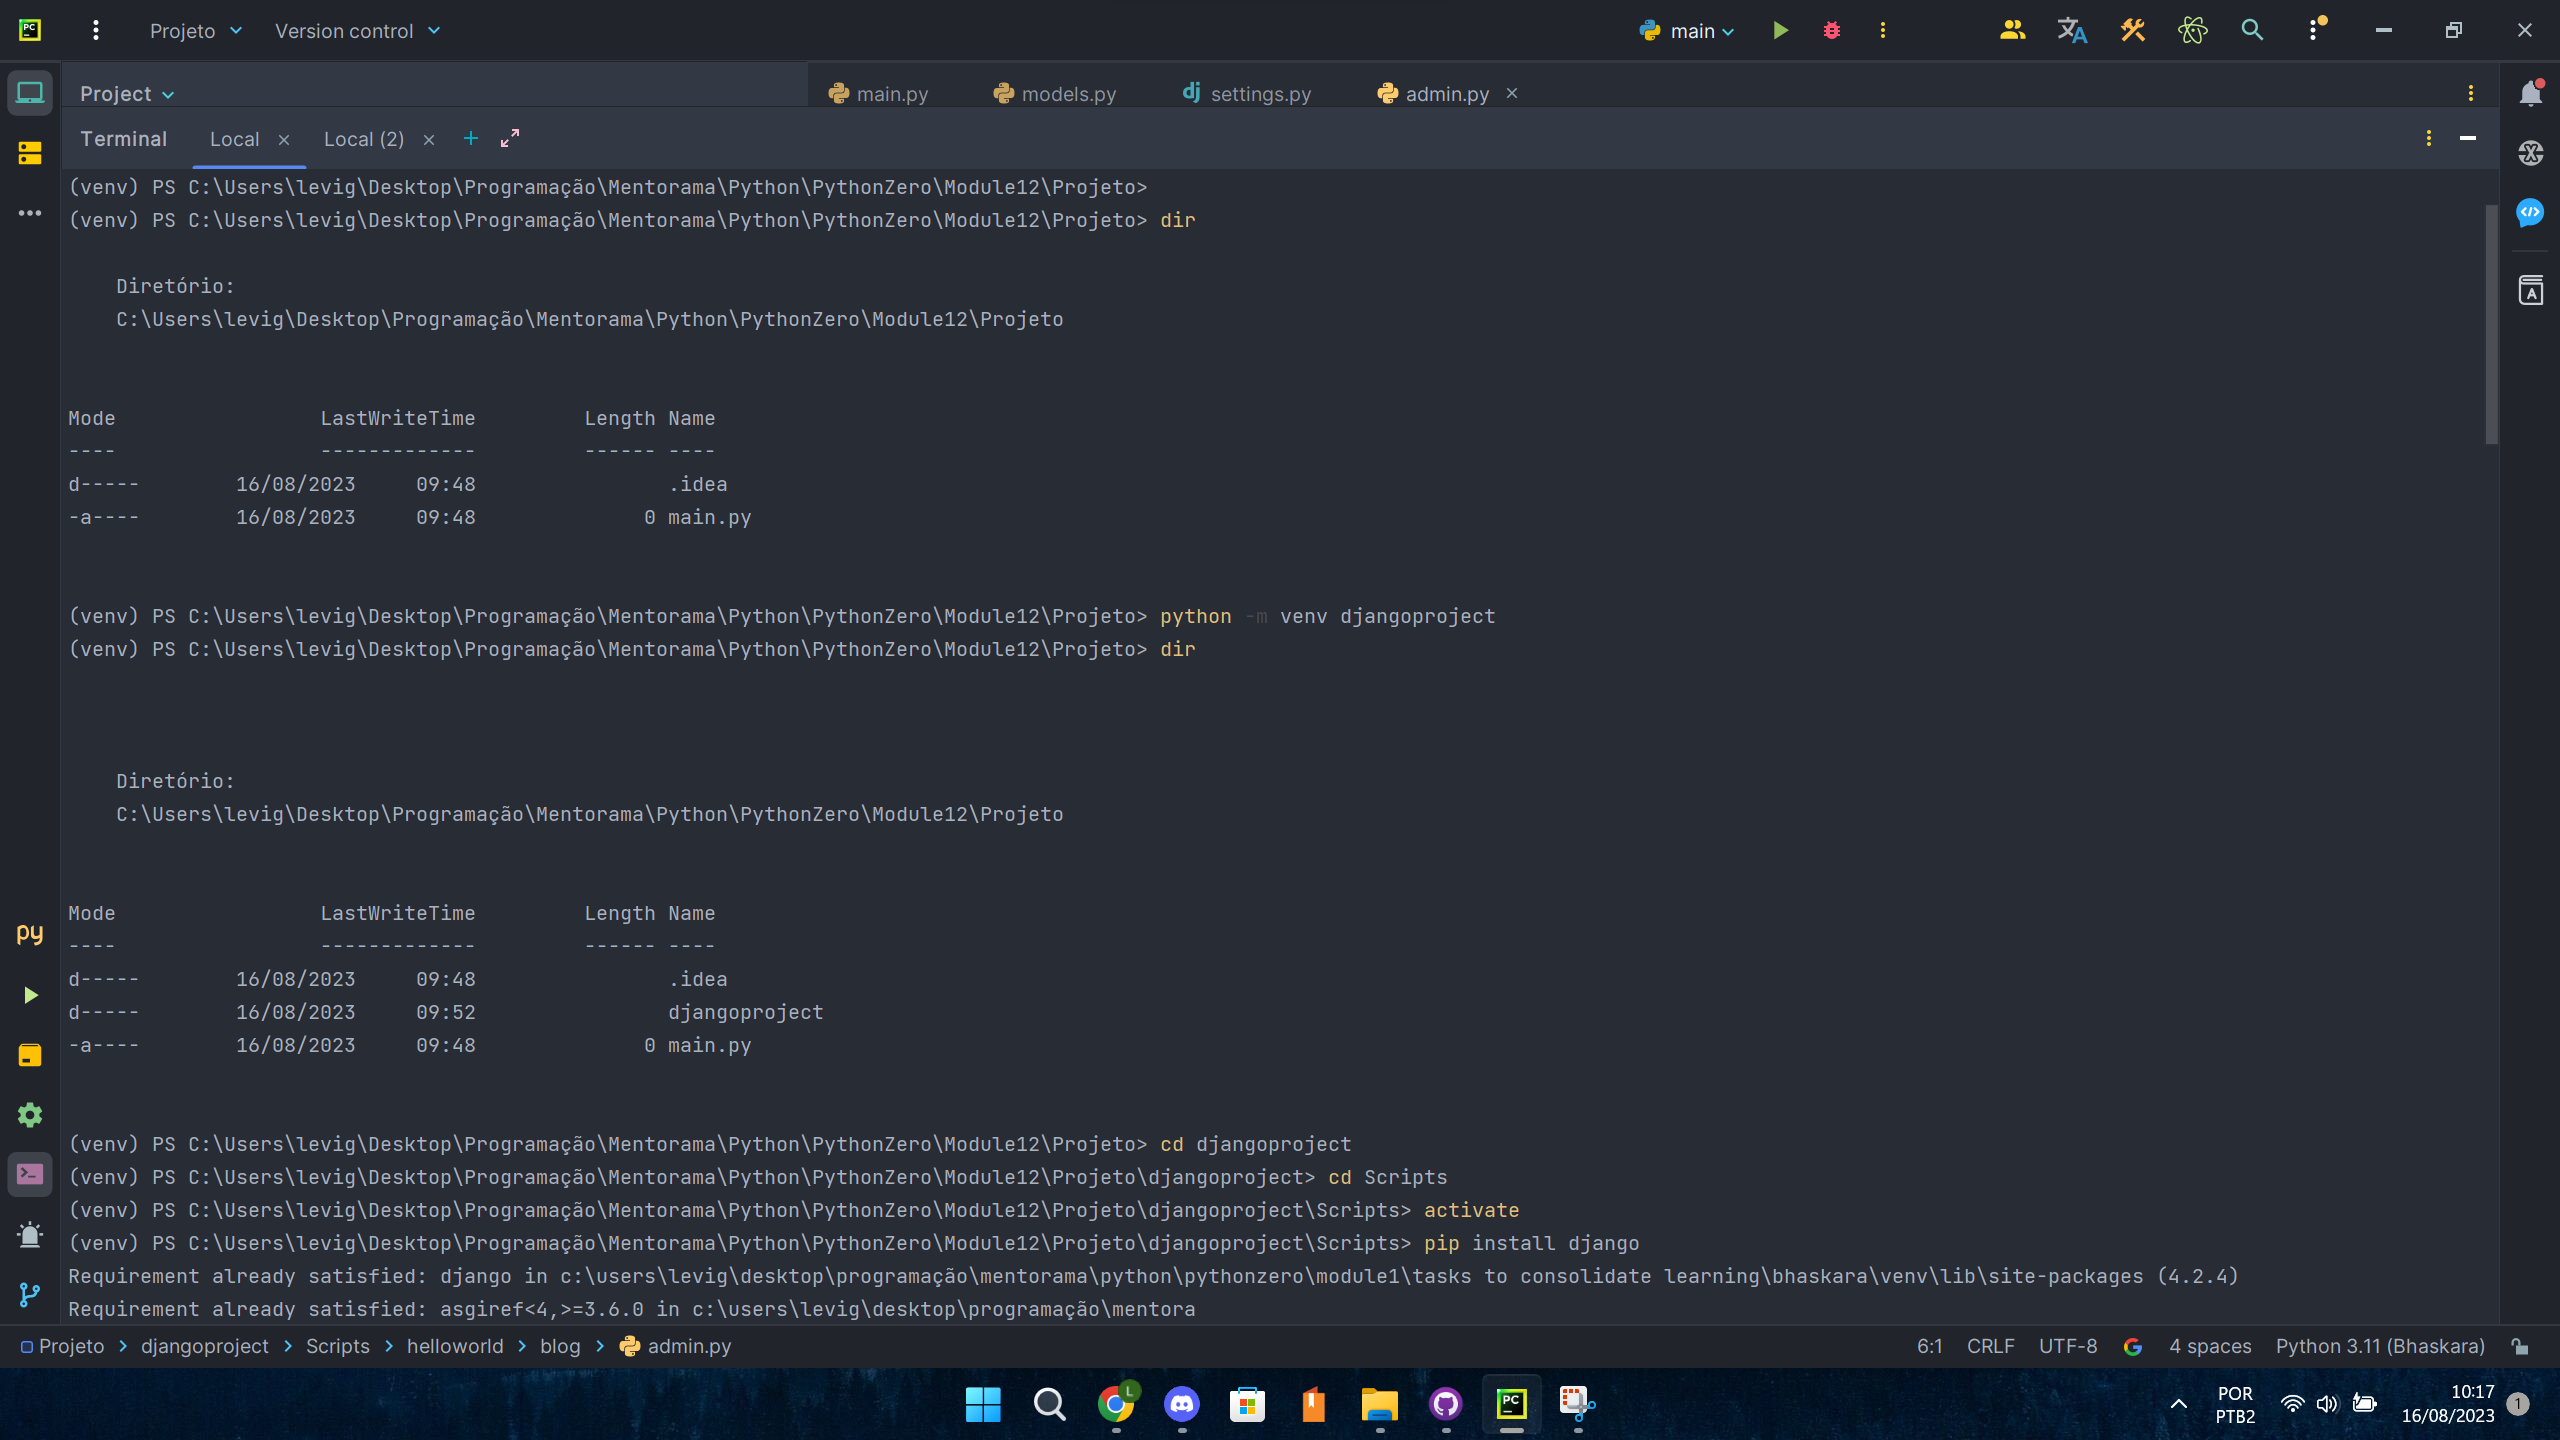 PC
Projeto
Version control
main
Project
main.py
models.py
dj settings.py
admin.py
Terminal
Local
Local (2)
(venv) PS C:\Users\levig\Desktop\Programação\Mentorama\Python\PythonZero\Module12\Projeto>
(venv) PS C:\Users\levig\Desktop\Programação\Mentorama\Python\PythonZero\Module12\Projeto> dir
Diretório:
C:\Users\levig\Desktop\Programação\Mentorama\Python\PythonZero\Module12\Projeto
Mode                 LastWriteTime         Length Name
----                 -------------         ------ ----
d-----        16/08/2023     09:48                .idea
-a----        16/08/2023     09:48              0 main.py
(venv) PS C:\Users\levig\Desktop\Programação\Mentorama\Python\PythonZero\Module12\Projeto> python -m venv djangoproject
(venv) PS C:\Users\levig\Desktop\Programação\Mentorama\Python\PythonZero\Module12\Projeto> dir
Diretório:
C:\Users\levig\Desktop\Programação\Mentorama\Python\PythonZero\Module12\Projeto
Mode                 LastWriteTime         Length Name
----                 -------------         ------ ----
d-----        16/08/2023     09:48                .idea
d-----        16/08/2023     09:52                djangoproject
-a----        16/08/2023     09:48              0 main.py
(venv) PS C:\Users\levig\Desktop\Programação\Mentorama\Python\PythonZero\Module12\Projeto> cd djangoproject
(venv) PS C:\Users\levig\Desktop\Programação\Mentorama\Python\PythonZero\Module12\Projeto\djangoproject> cd Scripts
(venv) PS C:\Users\levig\Desktop\Programação\Mentorama\Python\PythonZero\Module12\Projeto\djangoproject\Scripts> activate
(venv) PS C:\Users\levig\Desktop\Programação\Mentorama\Python\PythonZero\Module12\Projeto\djangoproject\Scripts> pip install django
Requirement already satisfied: django in c:\users\levig\desktop\programação\mentorama\python\pythonzero\module1\tasks to consolidate learning\bhaskara\venv\lib\site-packages (4.2.4)
Requirement already satisfied: asgiref<4,>=3.6.0 in c:\users\levig\desktop\programação\mentora
py
Projeto > djangoproject > Scripts > helloworld > blog > admin.py
6:1 CRLF UTF-8 G 4 spaces Python 3.11 (Bhaskara)
L
PC
POR
PTB2
10:17
16/08/2023
1